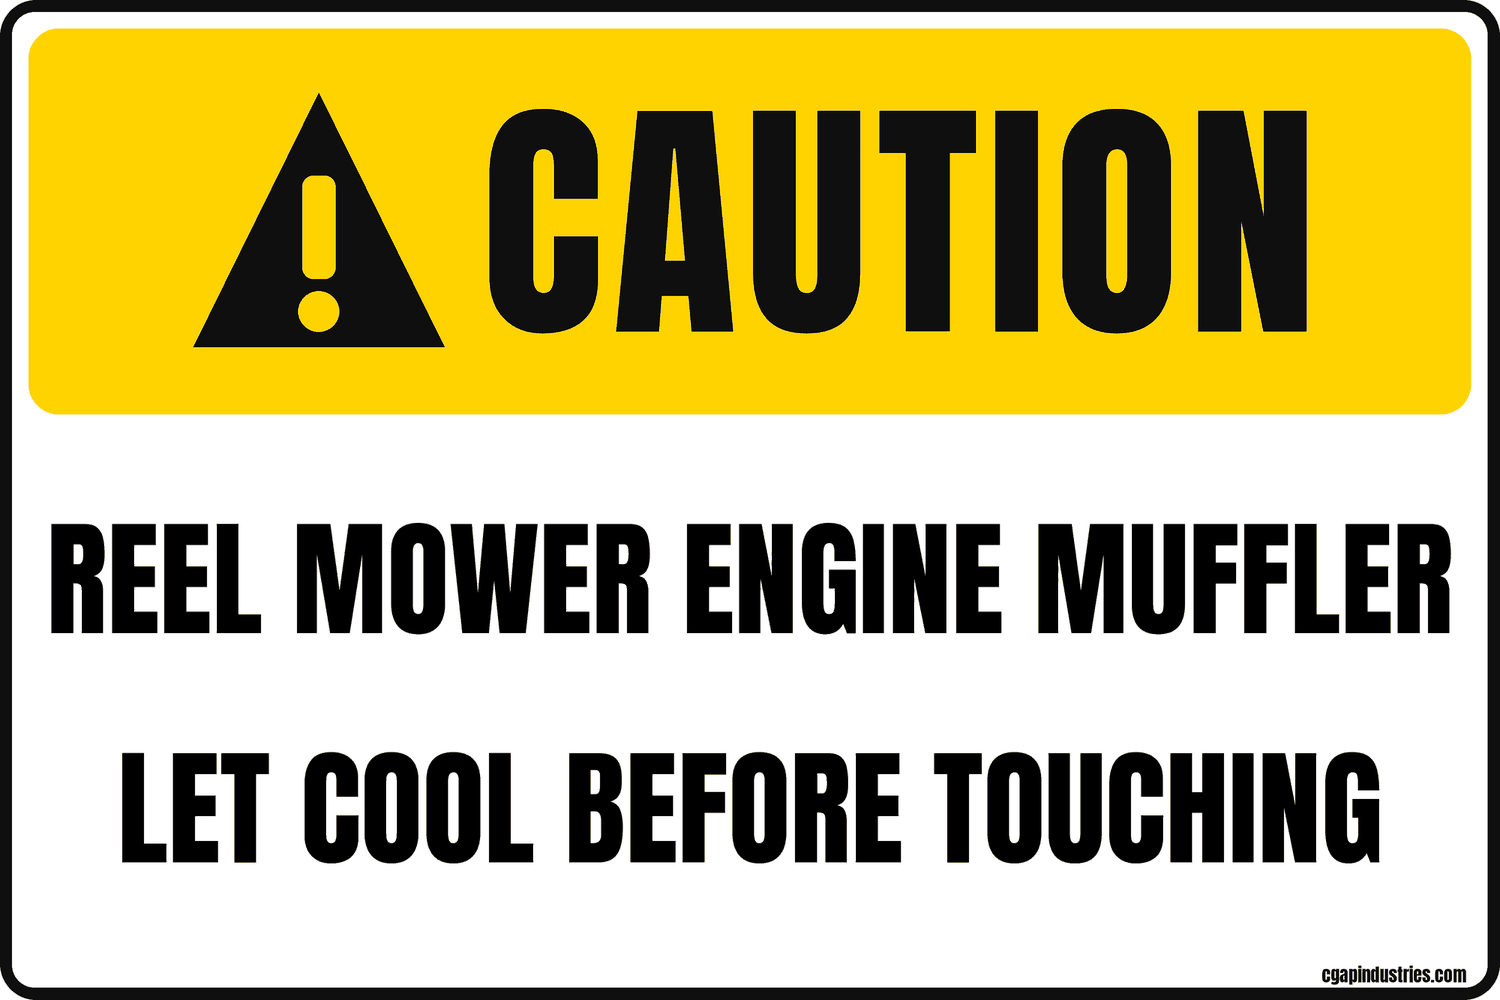 CAUTION
REEL MOWER ENGINE MUFFLER
LET COOL BEFORE TOUCHING
cgapindustries.com